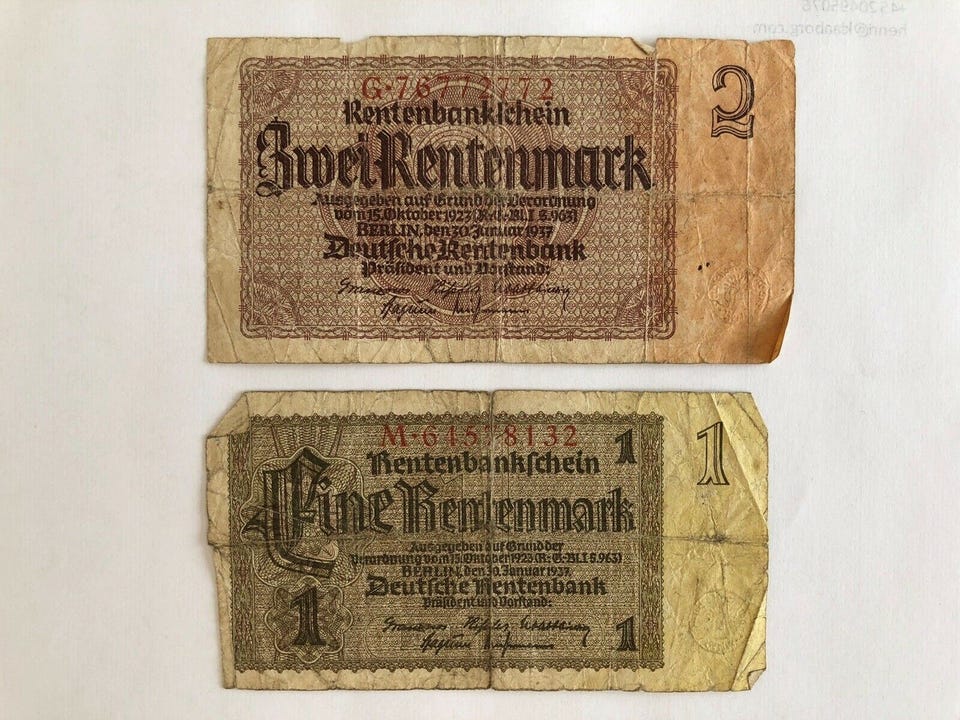 G·76772772
2
Rentenbankschein
Zwei Rentenmark
Ausgegeben auf Grund der Verordnung
vom 15. Oktober 1923 (R.-G.-Bl. I S. 963)
BERLIN, den 30. Januar 1937
Deutsche Rentenbank
Präsident und Vorstand:
M·64578132
1
1
Rentenbankschein
Eine Rentenmark
Ausgegeben auf Grund der
Verordnung vom 15. Oktober 1923 (R.-G.-Bl. I S. 963)
BERLIN, den 30. Januar 1937
Deutsche Rentenbank
Präsident und Vorstand:
1
1